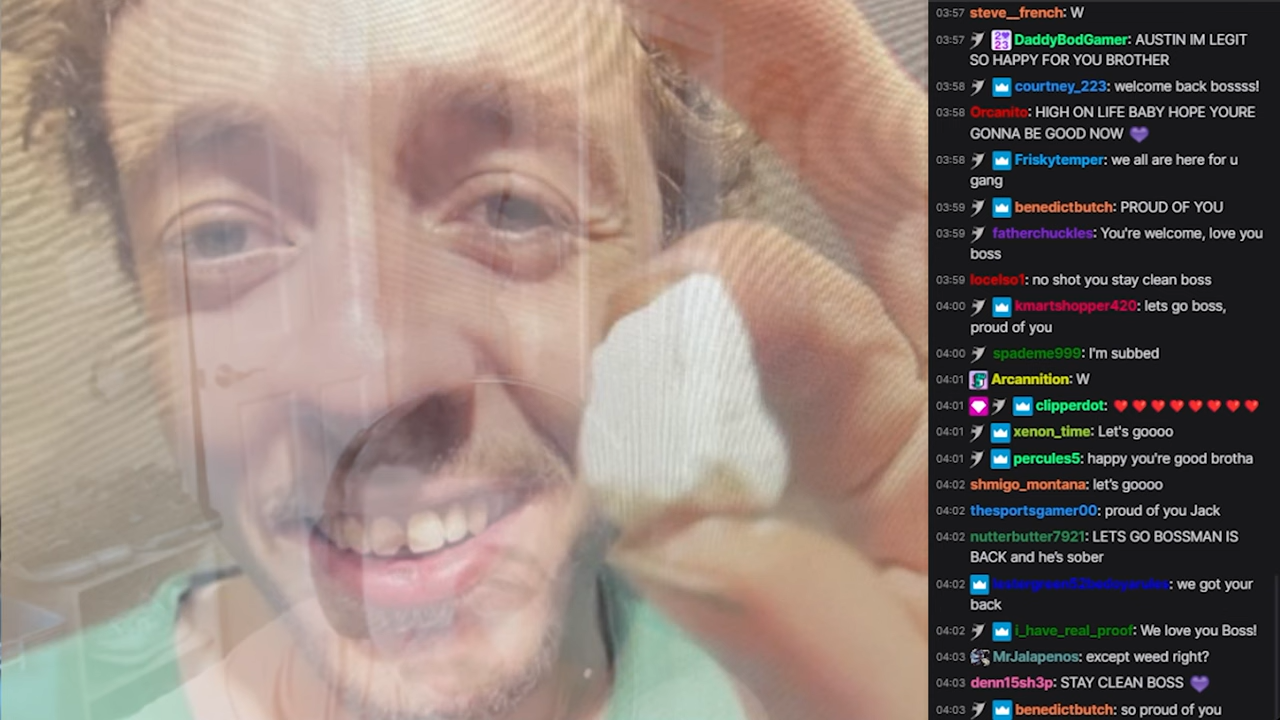 03:57 steve__french: W
03:57 2 23 DaddyBodGamer: AUSTIN IM LEGIT
SO HAPPY FOR YOU BROTHER
03:58 courtney_223: welcome back bossss!
03:58 Orcanito: HIGH ON LIFE BABY HOPE YOURE
GONNA BE GOOD NOW 💜
03:58 Friskytemper: we all are here for u
gang
03:59 benedictbutch: PROUD OF YOU
03:59 fatherchuckles: You're welcome, love you
boss
03:59 locelso1: no shot you stay clean boss
04:00 kmartshopper420: lets go boss,
proud of you
04:00 spademe999: I'm subbed
04:01 Arcannition: W
04:01 clipperdot: ❤️❤️❤️❤️❤️❤️❤️❤️
04:01 xenon_time: Let's goooo
04:01 percules5: happy you're good brotha
04:02 shmigo_montana: let's goooo
04:02 thesportsgamer00: proud of you Jack
04:02 nutterbutter7921: LETS GO BOSSMAN IS
BACK and he's sober
04:02 : we got your
back
04:02 i_have_real_proof: We love you Boss!
04:03 MrJalapenos: except weed right?
04:03 denn15sh3p: STAY CLEAN BOSS 💜
04:03 benedictbutch: so proud of you